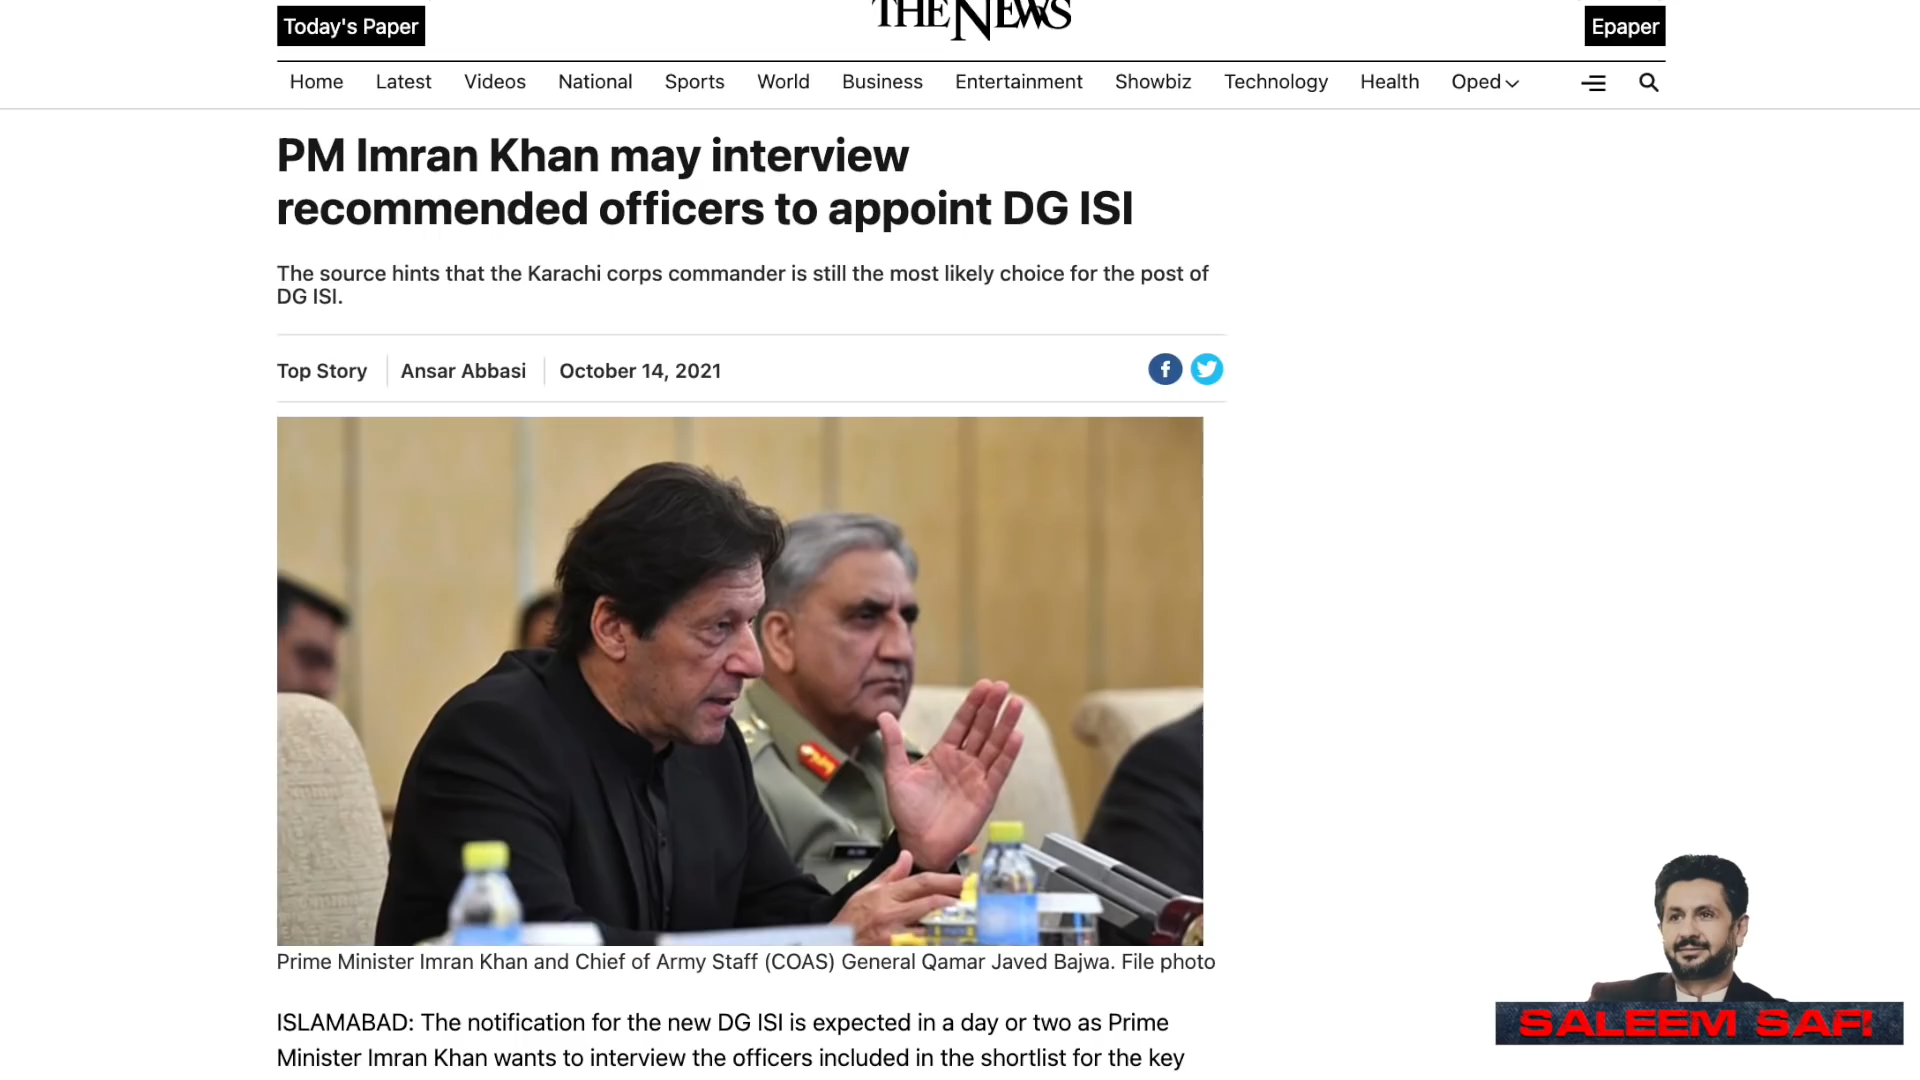 Today's Paper
THE NEWS
Epaper
Home Latest Videos National Sports World Business Entertainment Showbiz Technology Health Oped
PM Imran Khan may interview
recommended officers to appoint DG ISI
The source hints that the Karachi corps commander is still the most likely choice for the post of
DG ISI.
Top Story Ansar Abbasi October 14, 2021
Prime Minister Imran Khan and Chief of Army Staff (COAS) General Qamar Javed Bajwa. File photo
ISLAMABAD: The notification for the new DG ISI is expected in a day or two as Prime
Minister Imran Khan wants to interview the officers included in the shortlist for the key
SALEEM SAFI